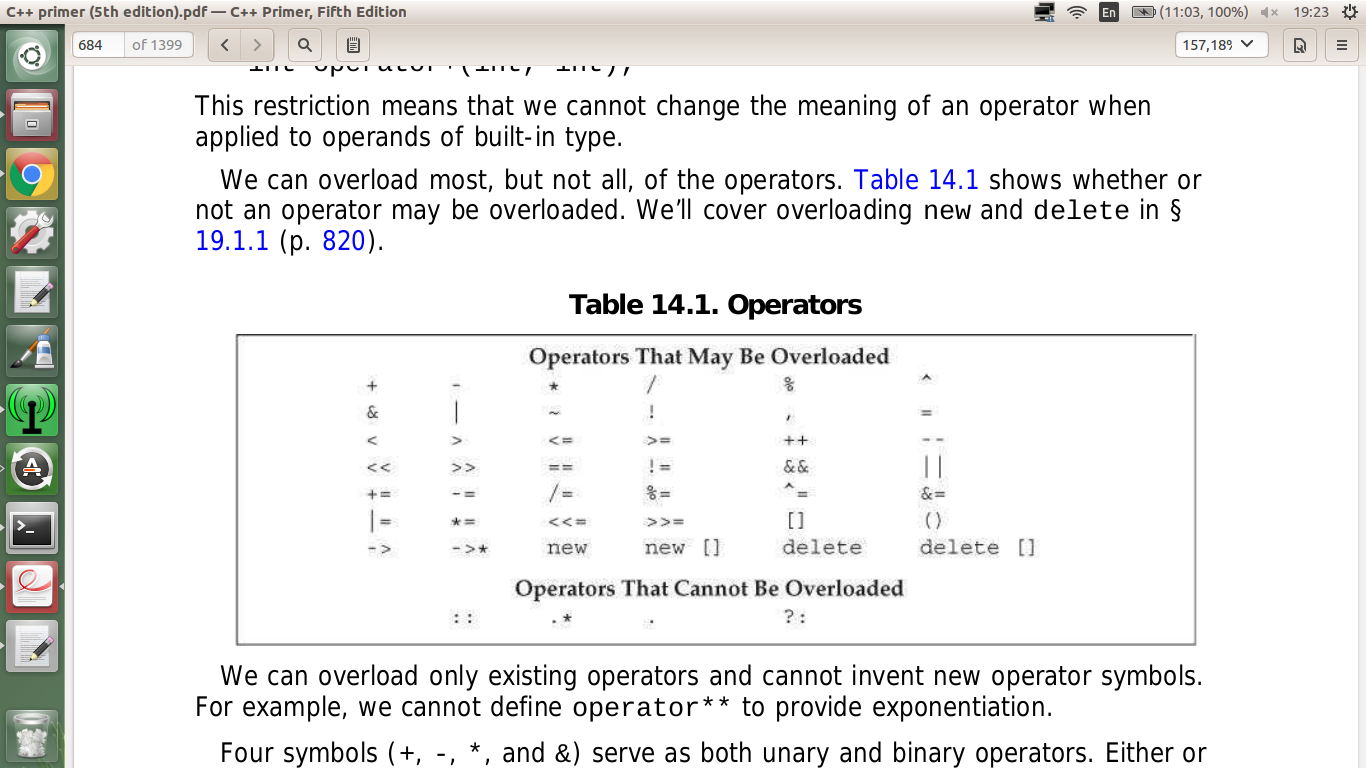 C++ primer (5th edition).pdf — C++ Primer, Fifth Edition
En (11:03, 100%) 19:23
684 of 1399
157,18%
int operator+(int, int);
This restriction means that we cannot change the meaning of an operator when
applied to operands of built-in type.
We can overload most, but not all, of the operators. Table 14.1 shows whether or
not an operator may be overloaded. We'll cover overloading new and delete in §
19.1.1 (p. 820).
Table 14.1. Operators
Operators That May Be Overloaded
+ - * / % ^
& | ~ ! , =
< > <= >= ++ --
<< >> == != && ||
+= -= /= %= ^= &=
|= *= <<= >>= [] ()
-> ->* new new [] delete delete []
Operators That Cannot Be Overloaded
:: .* . ?:
We can overload only existing operators and cannot invent new operator symbols.
For example, we cannot define operator** to provide exponentiation.
Four symbols (+, -, *, and &) serve as both unary and binary operators. Either or